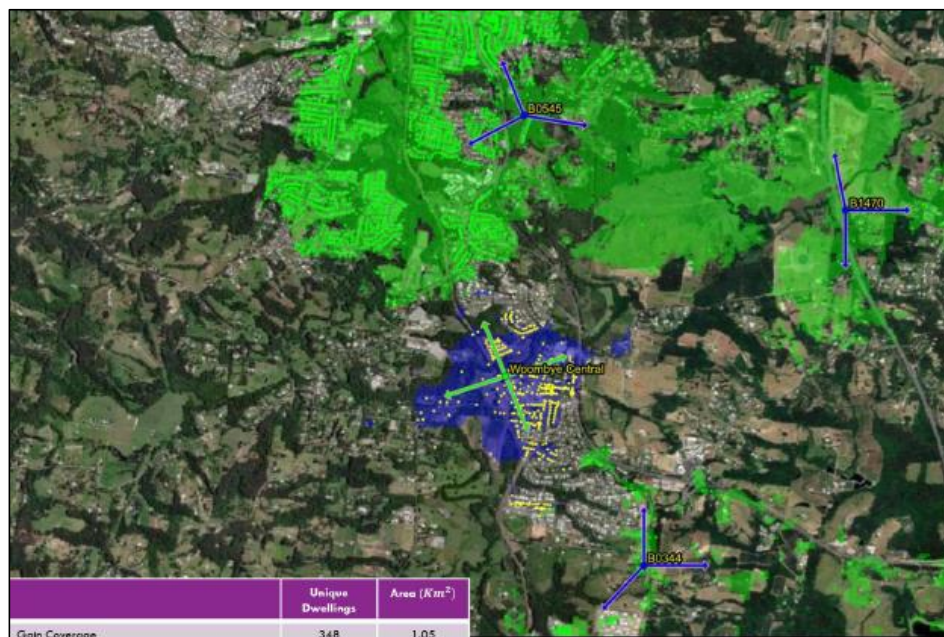 B0545
B1470
Woombye Central
B0344
Unique Dwellings Area (Km²)
Gain Coverage 348 1.05